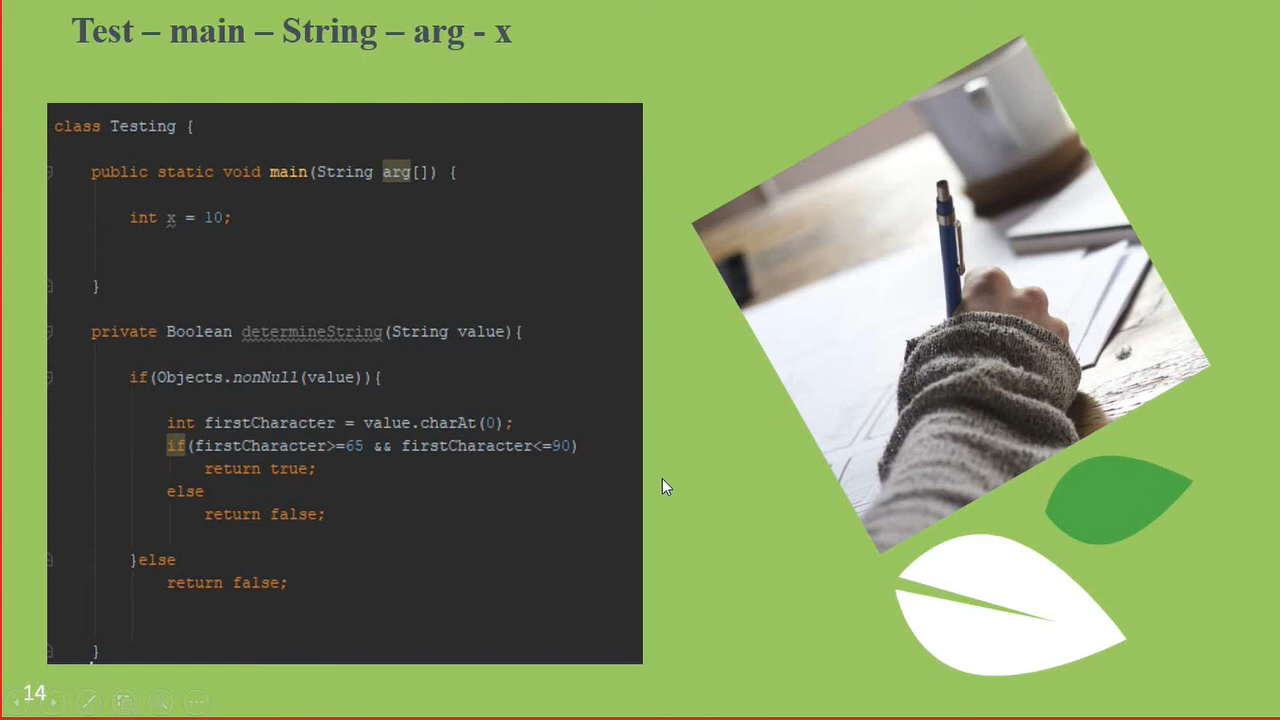 Test – main – String – arg - x
class Testing {
public static void main(String arg[]) {
int x = 10;
}
private Boolean determineString(String value){
if(Objects.nonNull(value)){
int firstCharacter = value.charAt(0);
if(firstCharacter>=65 && firstCharacter<=90)
return true;
else
return false;
}else
return false;
}
14